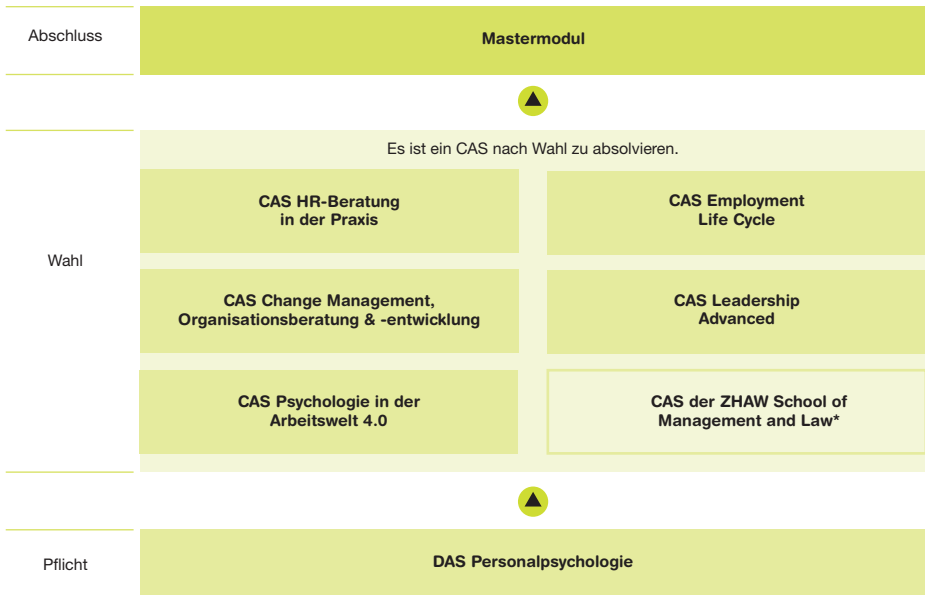 Abschluss
Mastermodul
Es ist ein CAS nach Wahl zu absolvieren.
CAS HR-Beratung
in der Praxis
CAS Employment
Life Cycle
Wahl
CAS Change Management,
Organisationsberatung & -entwicklung
CAS Leadership
Advanced
CAS Psychologie in der
Arbeitswelt 4.0
CAS der ZHAW School of
Management and Law*
Pflicht
DAS Personalpsychologie